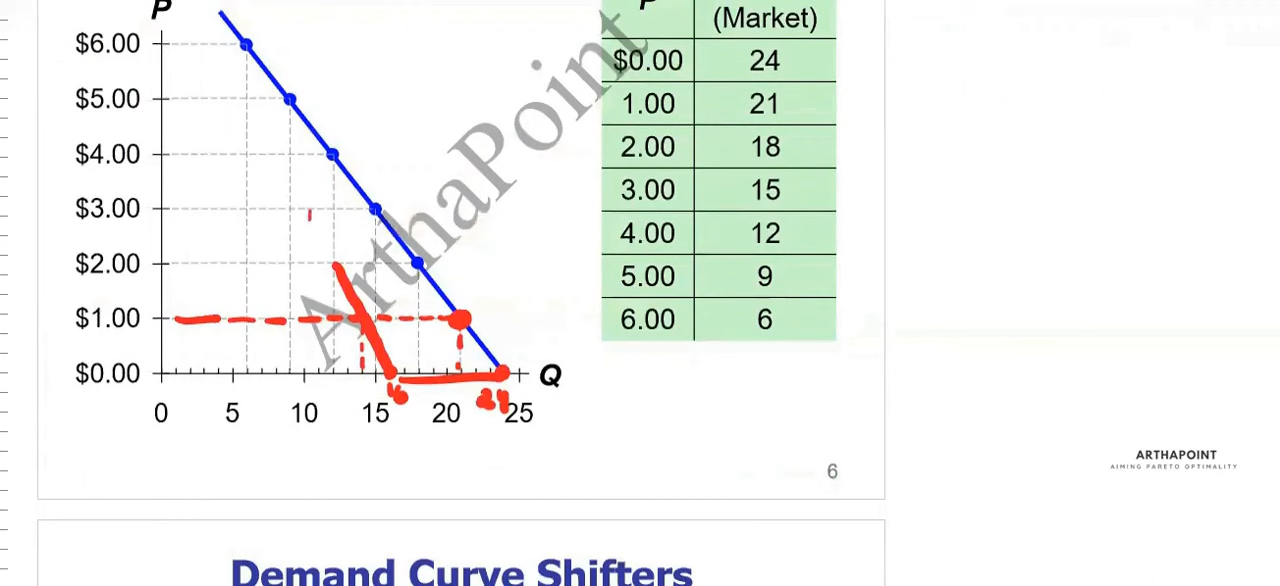 P
$6.00
$5.00
$4.00
$3.00
$2.00
$1.00
$0.00
0 5 10 15 20 25
Q
16 24
ArthaPoint
P (Market)
$0.00 24
1.00 21
2.00 18
3.00 15
4.00 12
5.00 9
6.00 6
6
ARTHAPOINT
AIMING PARETO OPTIMALITY
Demand Curve Shifters